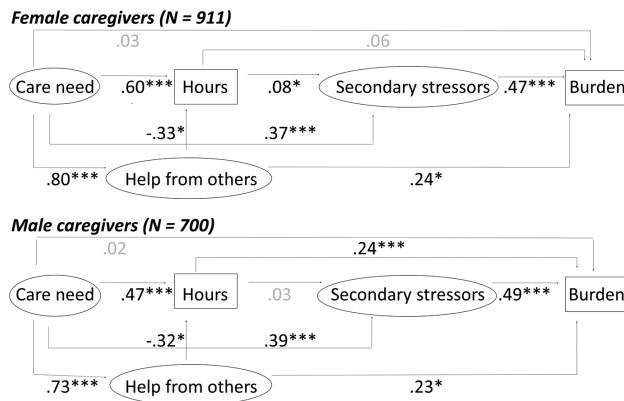 Female caregivers (N = 911)
.03 .06
Care need .60*** Hours .08* Secondary stressors .47*** Burden
-.33* .37***
.80*** Help from others .24*
Male caregivers (N = 700)
.02 .24***
Care need .47*** Hours .03 Secondary stressors .49*** Burden
-.32* .39***
.73*** Help from others .23*